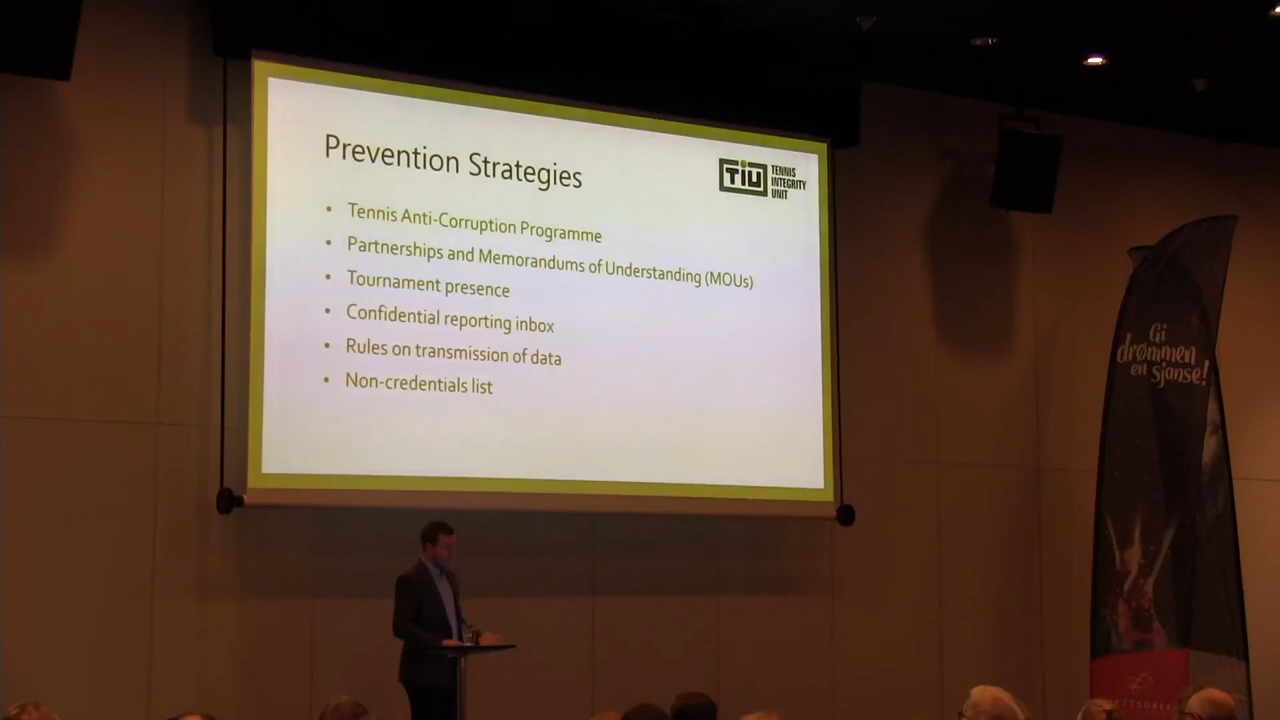 Prevention Strategies
TiU TENNIS
INTEGRITY
UNIT
• Tennis Anti-Corruption Programme
• Partnerships and Memorandums of Understanding (MOUs)
• Tournament presence
• Confidential reporting inbox
• Rules on transmission of data
• Non-credentials list
Gi
drømmen
en sjanse!